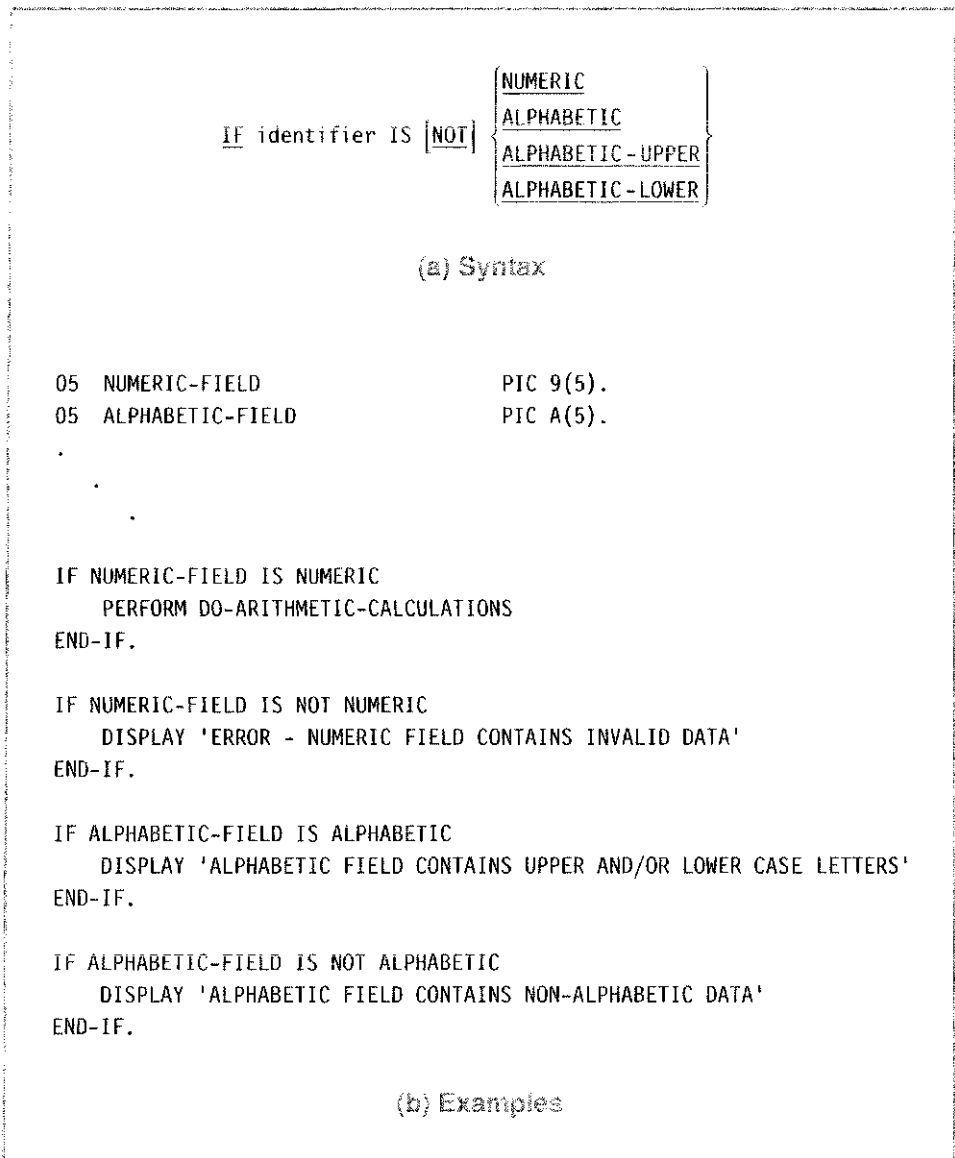 NUMERIC
ALPHABETIC
IF identifier IS [NOT]
ALPHABETIC-UPPER
ALPHABETIC-LOWER
(a) Syntax
05 NUMERIC-FIELD PIC 9(5).
05 ALPHABETIC-FIELD PIC A(5).
.
.
.
IF NUMERIC-FIELD IS NUMERIC
PERFORM DO-ARITHMETIC-CALCULATIONS
END-IF.
IF NUMERIC-FIELD IS NOT NUMERIC
DISPLAY 'ERROR - NUMERIC FIELD CONTAINS INVALID DATA'
END-IF.
IF ALPHABETIC-FIELD IS ALPHABETIC
DISPLAY 'ALPHABETIC FIELD CONTAINS UPPER AND/OR LOWER CASE LETTERS'
END-IF.
IF ALPHABETIC-FIELD IS NOT ALPHABETIC
DISPLAY 'ALPHABETIC FIELD CONTAINS NON-ALPHABETIC DATA'
END-IF.
(b) Examples